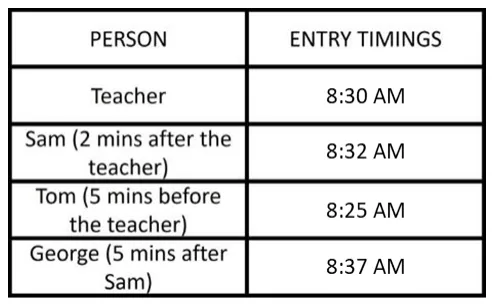 PERSON
ENTRY TIMINGS
Teacher
8:30 AM
Sam (2 mins after the
teacher)
8:32 AM
Tom (5 mins before
the teacher)
8:25 AM
George (5 mins after
Sam)
8:37 AM